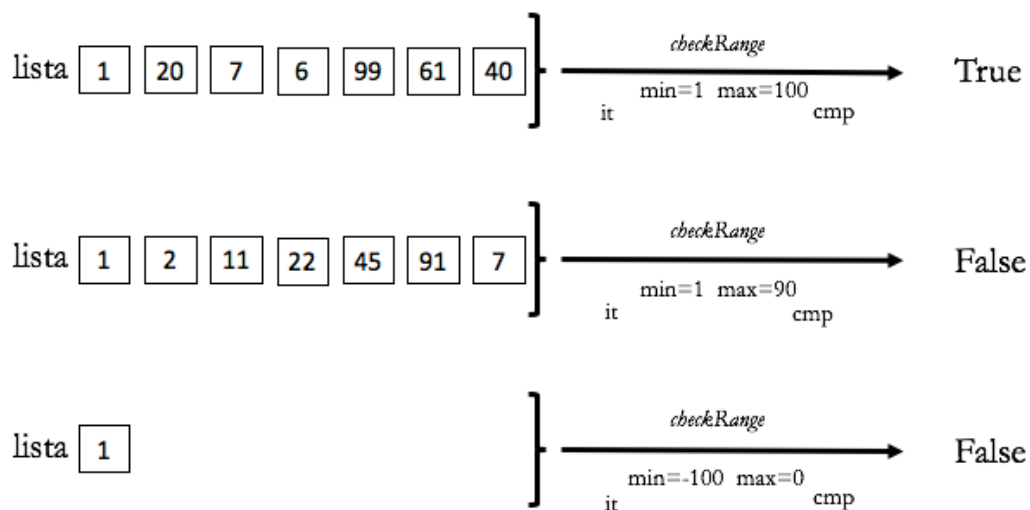 checkRange
lista 1 20 7 6 99 61 40 True
min=1 max=100
it cmp
checkRange
lista 1 2 11 22 45 91 7 False
min=1 max=90
it cmp
checkRange
lista 1 False
min=-100 max=0
it cmp